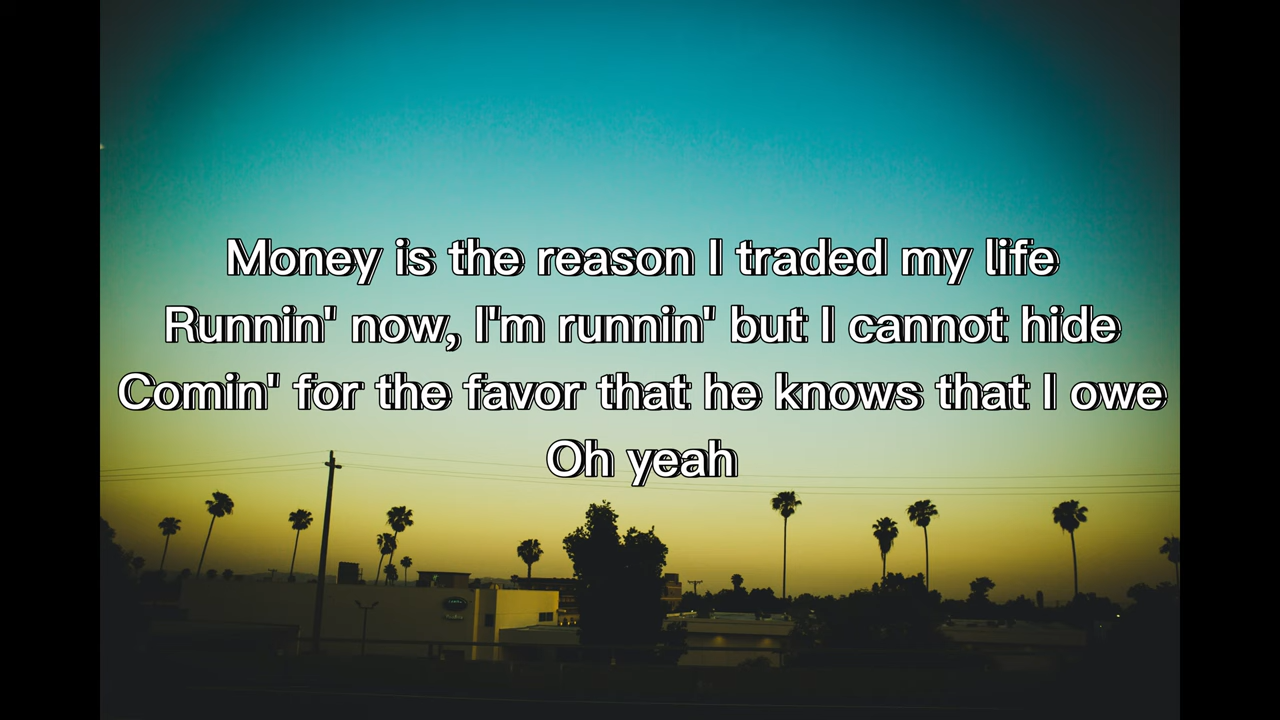 Money is the reason I traded my life
Runnin' now, I'm runnin' but I cannot hide
Comin' for the favor that he knows that I owe
Oh yeah